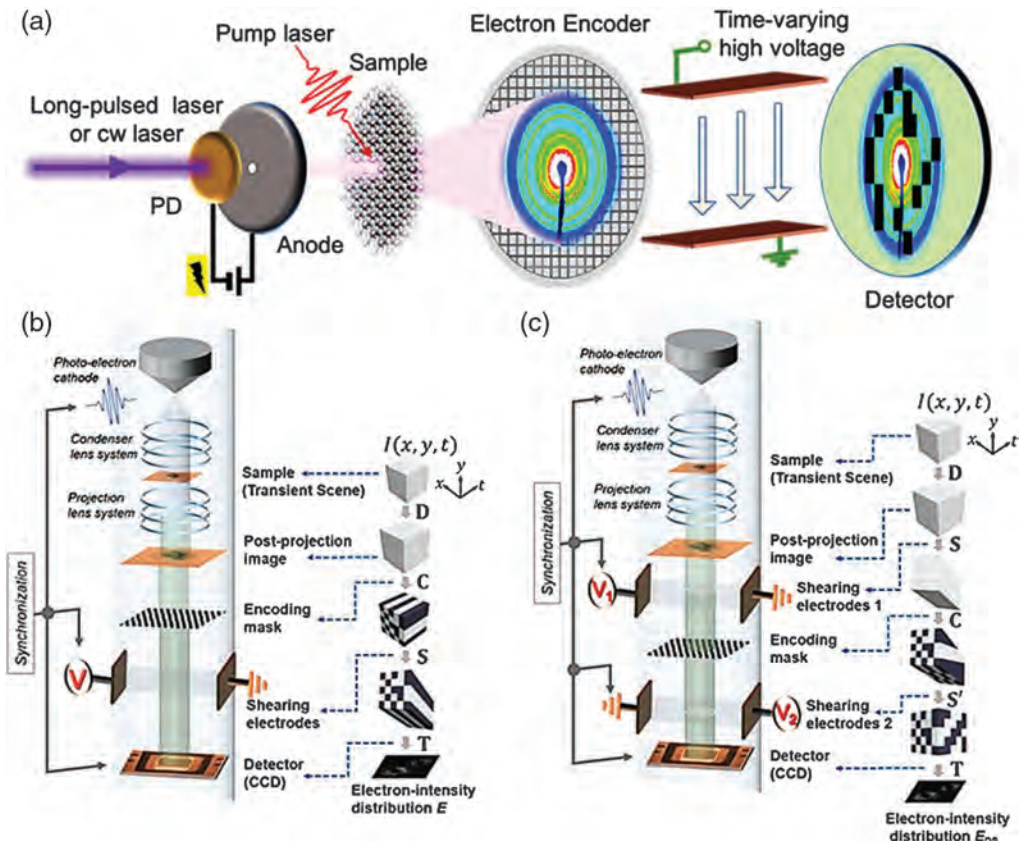 (a)
Pump laser
Sample
Electron Encoder
Time-varying
high voltage
Long-pulsed laser
or cw laser
PD
Anode
Detector
(b)
Photo-electron
cathode
Condenser
lens system
Projection
lens system
Synchronization
V
I(x, y, t)
y
x
t
Sample
(Transient Scene)
D
Post-projection
image
C
Encoding
mask
S
Shearing
electrodes
T
Detector
(CCD)
Electron-intensity
distribution E
(c)
Photo-electron
cathode
Condenser
lens system
Projection
lens system
Synchronization
V1
V2
I(x, y, t)
y
x
t
Sample
(Transient Scene)
D
Post-projection
image
S
Shearing
electrodes 1
C
Encoding
mask
S'
Shearing
electrodes 2
T
Detector
(CCD)
Electron-intensity
distribution